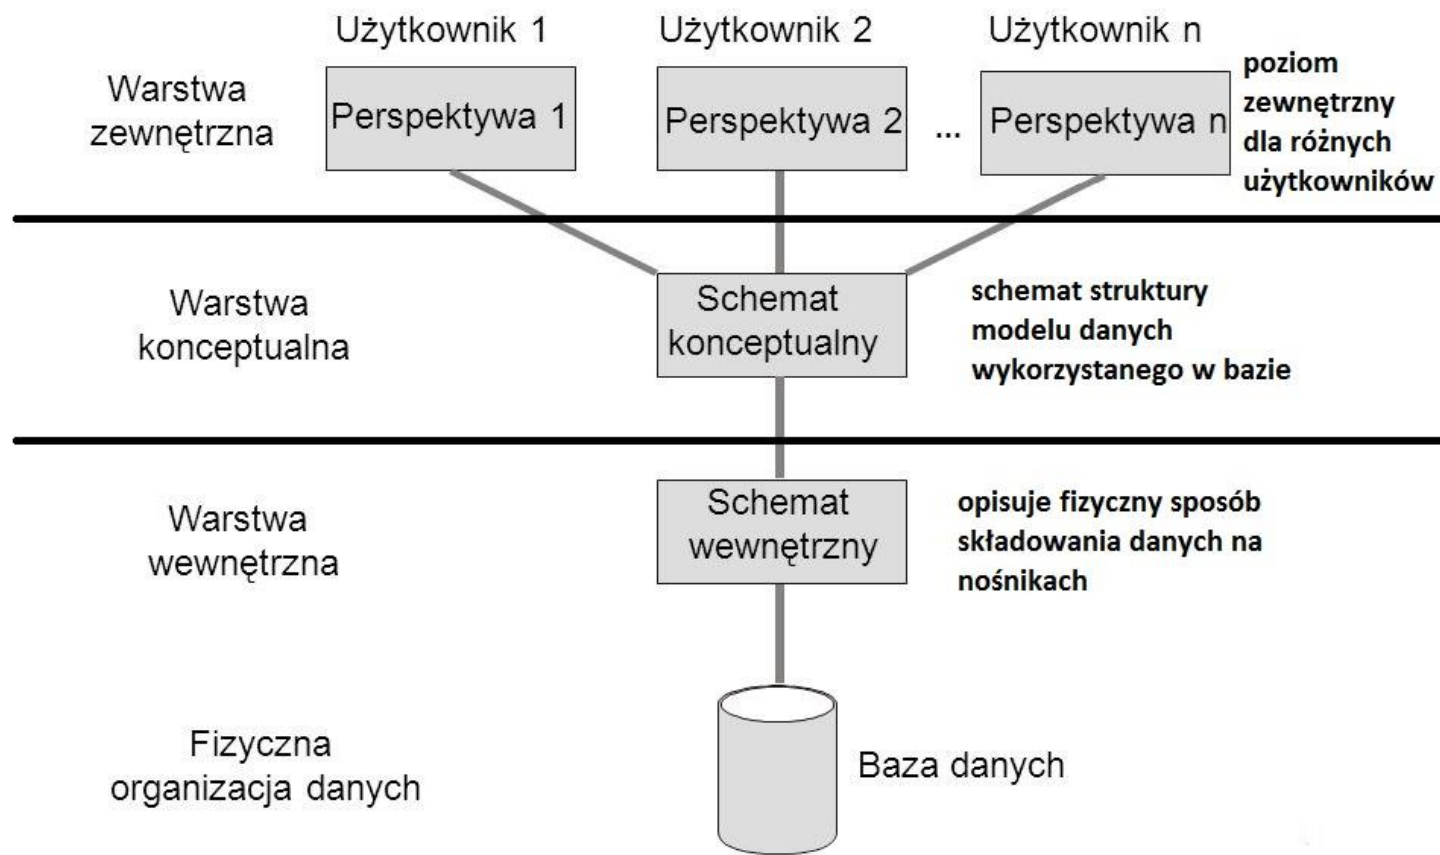 Użytkownik 1
Użytkownik 2
Użytkownik n
Warstwa
zewnętrzna
Perspektywa 1
Perspektywa 2
...
Perspektywa n
poziom
zewnętrzny
dla różnych
użytkowników
Warstwa
konceptualna
Schemat
konceptualny
schemat struktury
modelu danych
wykorzystanego w bazie
Warstwa
wewnętrzna
Schemat
wewnętrzny
opisuje fizyczny sposób
składowania danych na
nośnikach
Fizyczna
organizacja danych
Baza danych